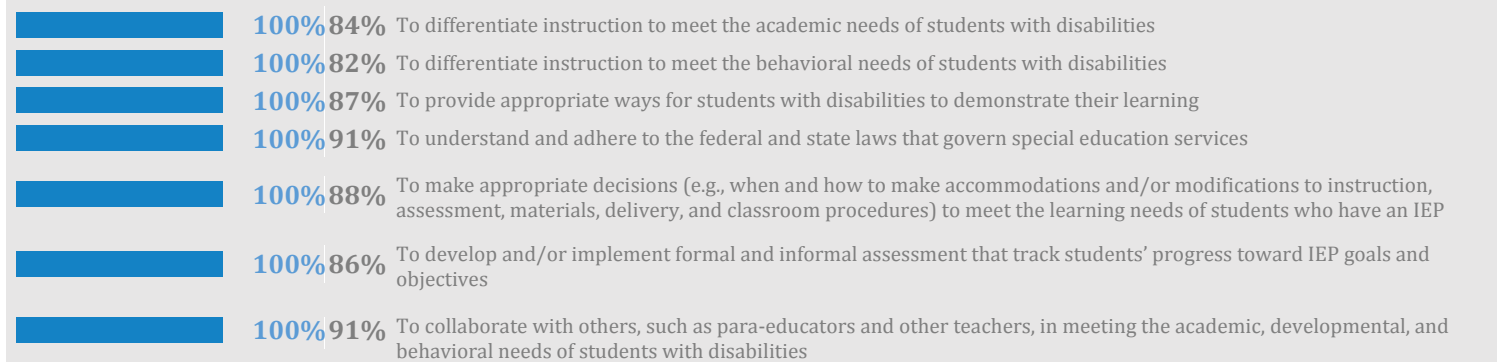 100% 84% To differentiate instruction to meet the academic needs of students with disabilities
100% 82% To differentiate instruction to meet the behavioral needs of students with disabilities
100% 87% To provide appropriate ways for students with disabilities to demonstrate their learning
100% 91% To understand and adhere to the federal and state laws that govern special education services
100% 88% To make appropriate decisions (e.g., when and how to make accommodations and/or modifications to instruction,
assessment, materials, delivery, and classroom procedures) to meet the learning needs of students who have an IEP
100% 86% To develop and/or implement formal and informal assessment that track students’ progress toward IEP goals and
objectives
100% 91% To collaborate with others, such as para-educators and other teachers, in meeting the academic, developmental, and
behavioral needs of students with disabilities